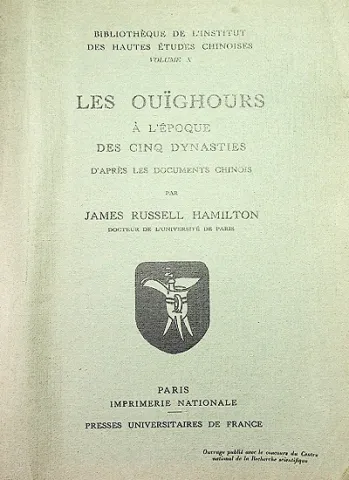 BIBLIOTHÈQUE DE L'INSTITUT
DES HAUTES ÉTUDES CHINOISES
VOLUME X
LES OUÏGHOURS
À L'ÉPOQUE
DES CINQ DYNASTIES
D'APRÈS LES DOCUMENTS CHINOIS
PAR
JAMES RUSSELL HAMILTON
DOCTEUR DE L'UNIVERSITÉ DE PARIS
PARIS
IMPRIMERIE NATIONALE
PRESSES UNIVERSITAIRES DE FRANCE
Ouvrage publié avec le concours du Centre
national de la Recherche scientifique